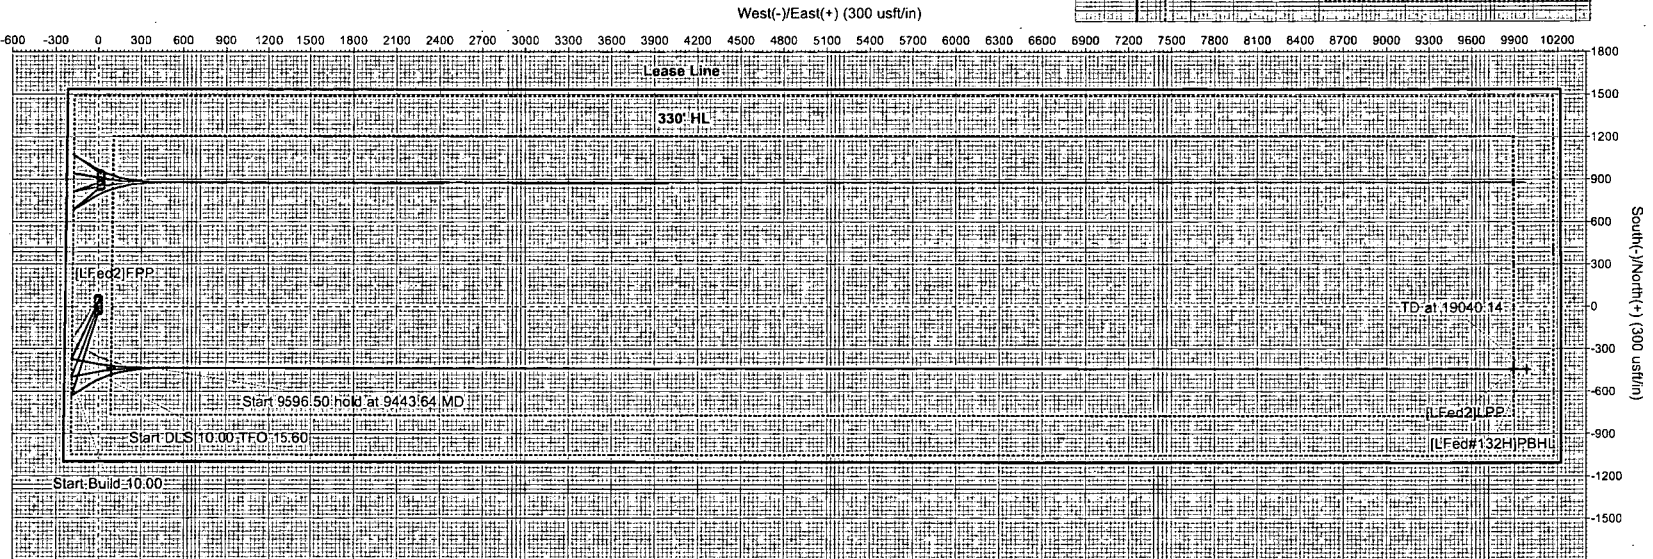 West(-)/East(+) (300 usft/in)
-600 -300 0 300 600 900 1200 1500 1800 2100 2400 2700 3000 3300 3600 3900 4200 4500 4800 5100 5400 5700 6000 6300 6600 6900 7200 7500 7800 8100 8400 8700 9000 9300 9600 9900 10200
1800
Lease Line
1500
330' HL
1200
900
600
South(-)/North(+) (300 usft/in)
[LFed2]FPP
300
TD at 19040.14
0
-300
Start 9596.50 hold at 9443.64 MD
-600
[LFed2]LPP
Start DLS 10.00 TFO 15.60
-900
[LFed#132H]PBHL
Start Build 10.00
-1200
-1500